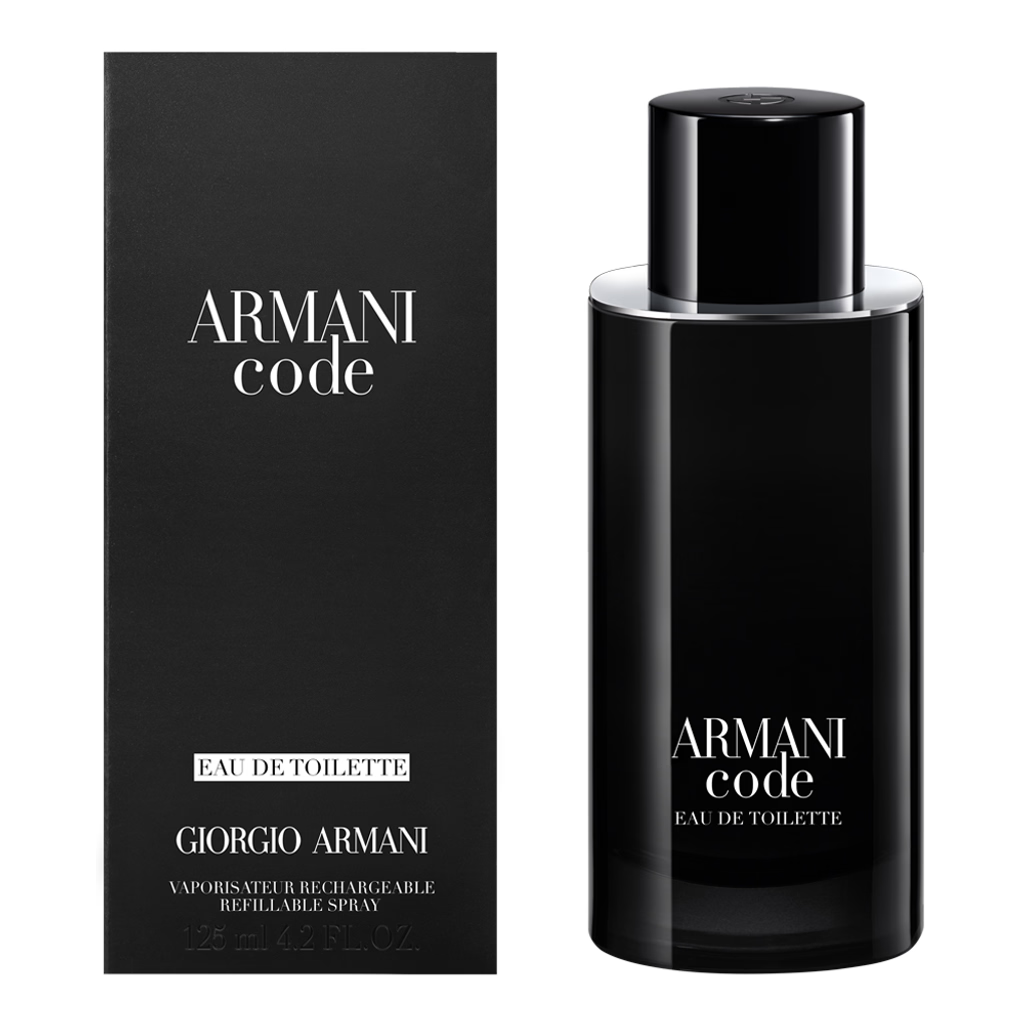 ARMANI
code
EAU DE TOILETTE
GIORGIO ARMANI
VAPORISATEUR RECHARGEABLE
REFILLABLE SPRAY
125 ml 4.2 FL.OZ.
ARMANI
code
EAU DE TOILETTE